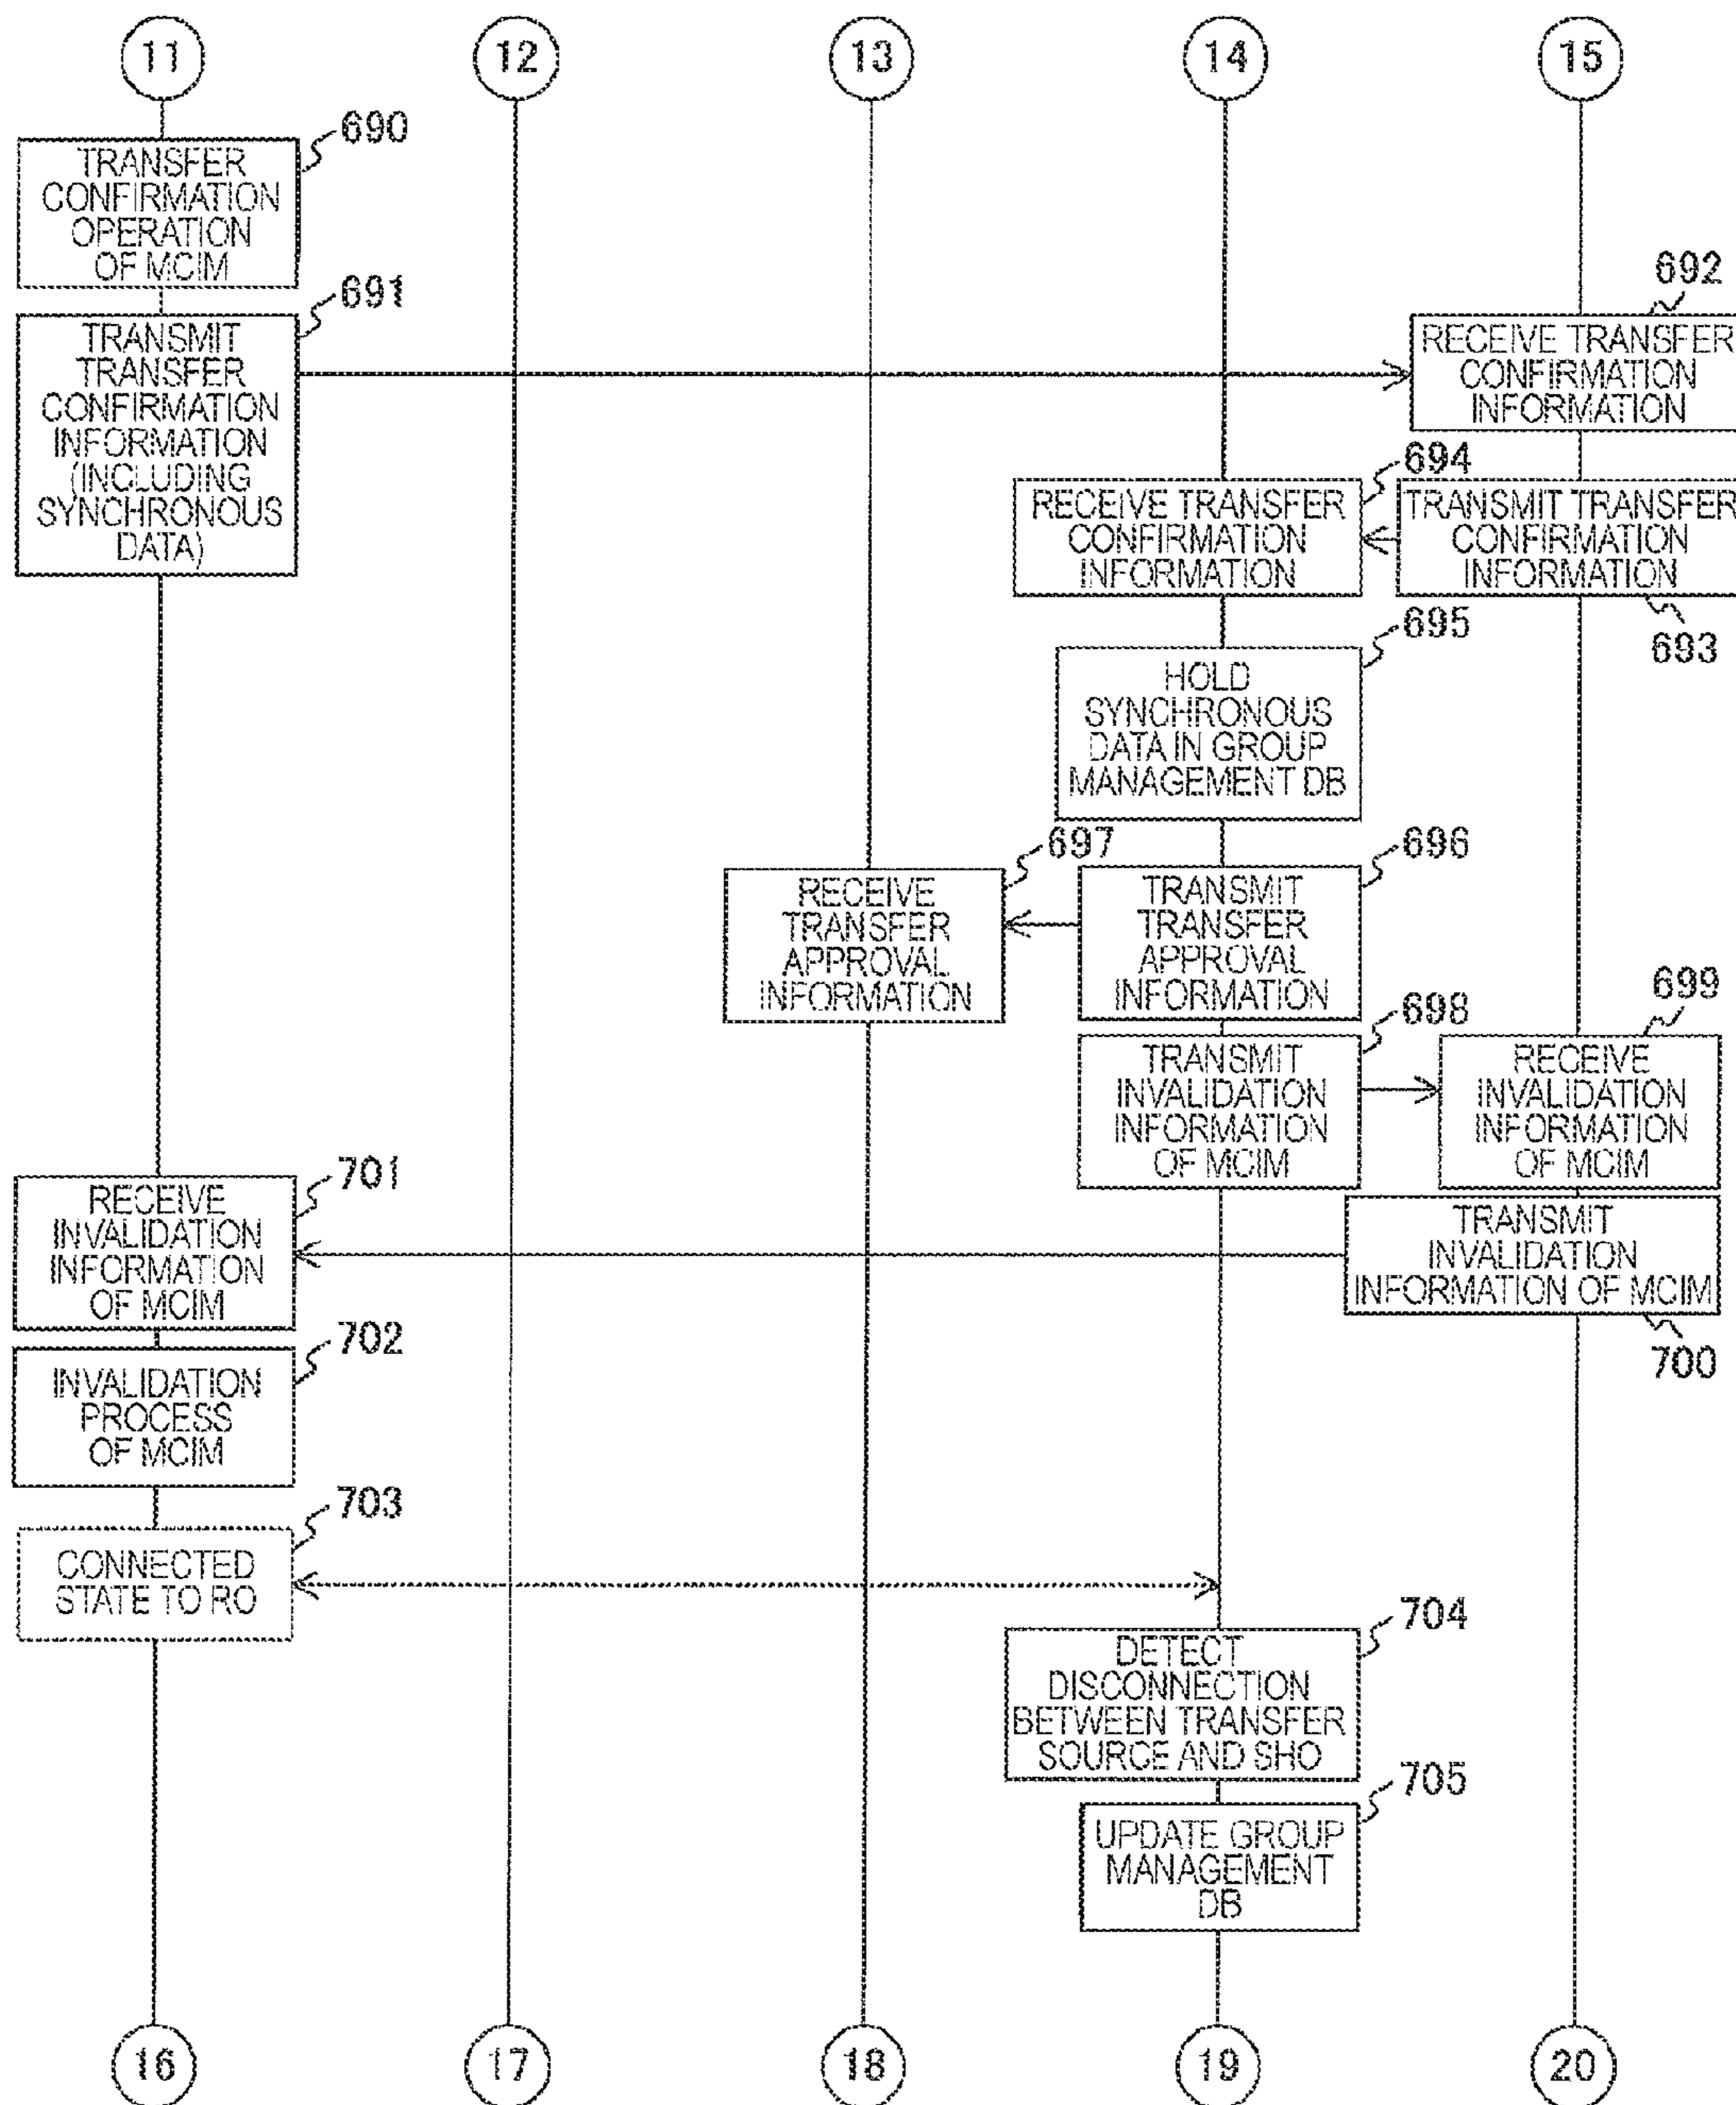 11
12
13
14
15
690
TRANSFER
CONFIRMATION
OPERATION
OF MCIM
691
TRANSMIT
TRANSFER
CONFIRMATION
INFORMATION
(INCLUDING
SYNCHRONOUS
DATA)
692
RECEIVE TRANSFER
CONFIRMATION
INFORMATION
694
RECEIVE TRANSFER
CONFIRMATION
INFORMATION
TRANSMIT TRANSFER
CONFIRMATION
INFORMATION
693
695
HOLD
SYNCHRONOUS
DATA IN GROUP
MANAGEMENT DB
697
RECEIVE
TRANSFER
APPROVAL
INFORMATION
696
TRANSMIT
TRANSFER
APPROVAL
INFORMATION
698
TRANSMIT
INVALIDATION
INFORMATION
OF MCIM
699
RECEIVE
INVALIDATION
INFORMATION
OF MCIM
701
RECEIVE
INVALIDATION
INFORMATION
OF MCIM
TRANSMIT
INVALIDATION
INFORMATION OF MCIM
700
702
INVALIDATION
PROCESS
OF MCIM
703
CONNECTED
STATE TO RO
704
DETECT
DISCONNECTION
BETWEEN TRANSFER
SOURCE AND SHO
705
UPDATE GROUP
MANAGEMENT
DB
16
17
18
19
20